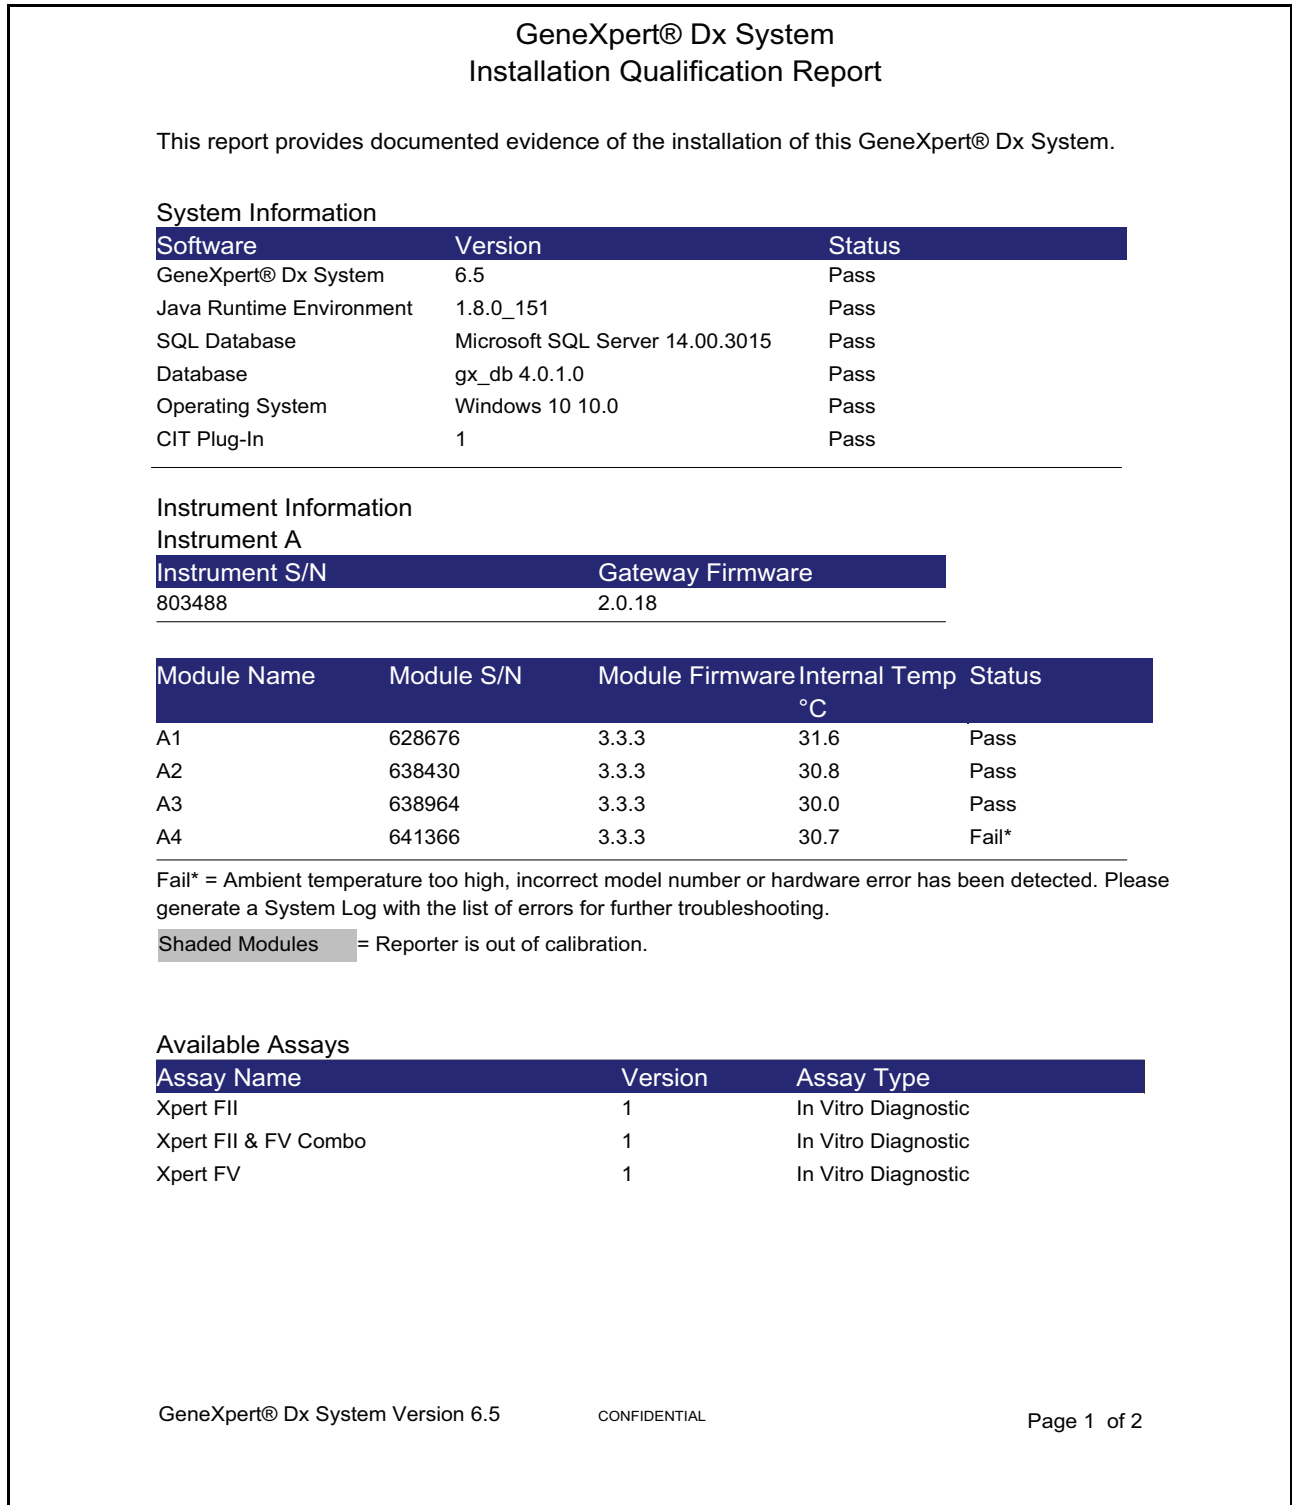 GeneXpert® Dx System
Installation Qualification Report
This report provides documented evidence of the installation of this GeneXpert® Dx System.
System Information
Software Version Status
GeneXpert® Dx System 6.5 Pass
Java Runtime Environment 1.8.0_151 Pass
SQL Database Microsoft SQL Server 14.00.3015 Pass
Database gx_db 4.0.1.0 Pass
Operating System Windows 10 10.0 Pass
CIT Plug-In 1 Pass
Instrument Information
Instrument A
Instrument S/N Gateway Firmware
803488 2.0.18
Module Name Module S/N Module Firmware Internal Temp Status
°C
A1 628676 3.3.3 31.6 Pass
A2 638430 3.3.3 30.8 Pass
A3 638964 3.3.3 30.0 Pass
A4 641366 3.3.3 30.7 Fail*
Fail* = Ambient temperature too high, incorrect model number or hardware error has been detected. Please
generate a System Log with the list of errors for further troubleshooting.
Shaded Modules = Reporter is out of calibration.
Available Assays
Assay Name Version Assay Type
Xpert FII 1 In Vitro Diagnostic
Xpert FII & FV Combo 1 In Vitro Diagnostic
Xpert FV 1 In Vitro Diagnostic
GeneXpert® Dx System Version 6.5 CONFIDENTIAL Page 1 of 2